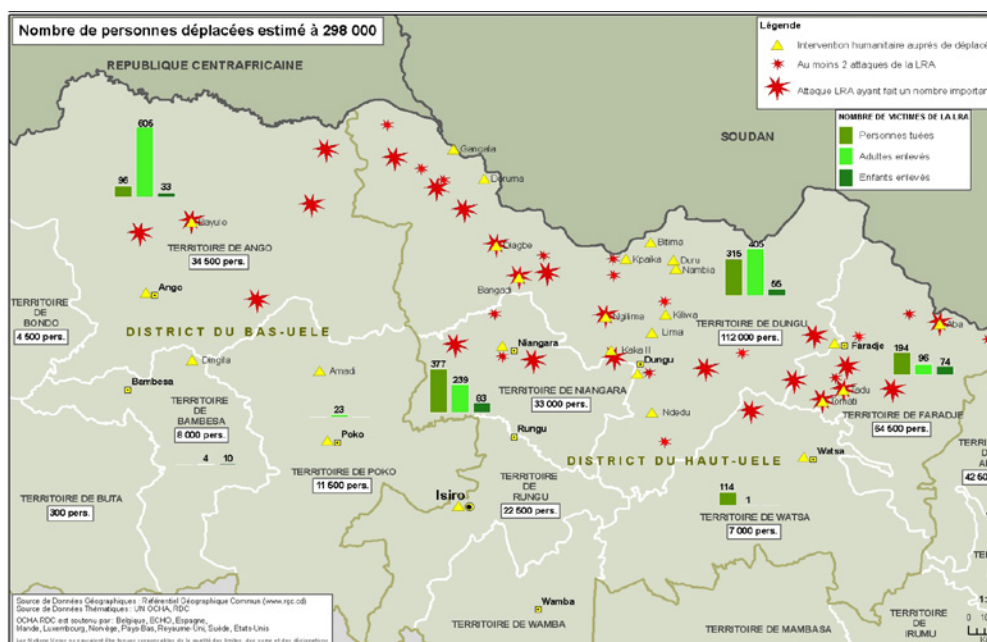 Nombre de personnes déplacées estimé à 298 000
REPUBLIQUE CENTRAFRICAINE
SOUDAN
Légende
Intervention humanitaire auprès de déplacé
Au moins 2 attaques de la LRA
Attaque LRA ayant fait un nombre important
NOMBRE DE VICTIMES DE LA LRA
Personnes tuées
Adultes enlevés
Enfants enlevés
606
96
33
Gangala
Doruma
Bayule
TERRITOIRE DE ANGO
34 500 pers.
Diagbe
Bangadi
Bitima
Kpaika
Duru
Nambia
315
405
55
Ango
TERRITOIRE
DE
BONDO
4 500 pers.
DISTRICT DU BAS-UELE
Ngilima
Kiliwa
Lima
TERRITOIRE DE DUNGU
112 000 pers.
Aba
Faradje
Niangara
Kaka II
Dungu
194
96
74
377
239
63
TERRITOIRE DE NIANGARA
33 000 pers.
Dingila
Amadi
Bambesa
TERRITOIRE
DE
BAMBESA
8 000 pers.
Tadu
Tomati
TERRITOIRE DE FARADJE
64 500 pers.
Ndedu
23
Poko
Rungu
DISTRICT DU HAUT-UELE
Watsa
4
10
TERRITOIRE DE POKO
11 500 pers.
TERRITOIRE
DE
RUNGU
22 500 pers.
TERRITOIRE DE BUTA
300 pers.
Isiro
114
1
TERRITOIRE DE WATSA
7 000 pers.
42 50
Wamba
TERRITOIRE DE WAMBA
TERRITOIRE DE MAMBASA
TERRITOIRE
DE
IRUMU
Source de Données Géographiques : Référentiel Géographique Commun (www.rgc.cd)
Source de Données Thématiques : UN OCHA, RDC
OCHA RDC est soutenu par : Belgique, ECHO, Espagne,
Irlande, Luxembourg, Norvège, Pays-Bas, Royaume-Uni, Suède, Etats-Unis